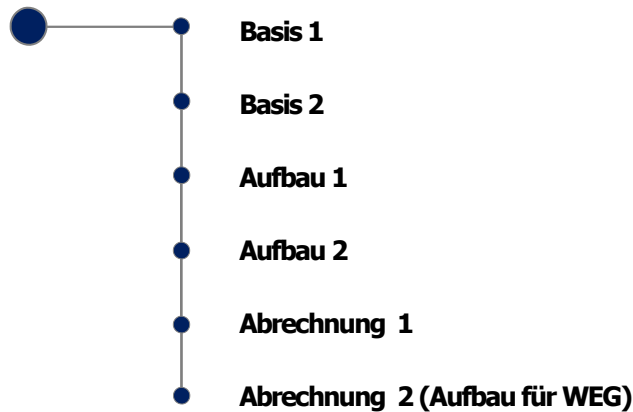 Basis 1
Basis 2
Aufbau 1
Aufbau 2
Abrechnung 1
Abrechnung 2 (Aufbau für WEG)